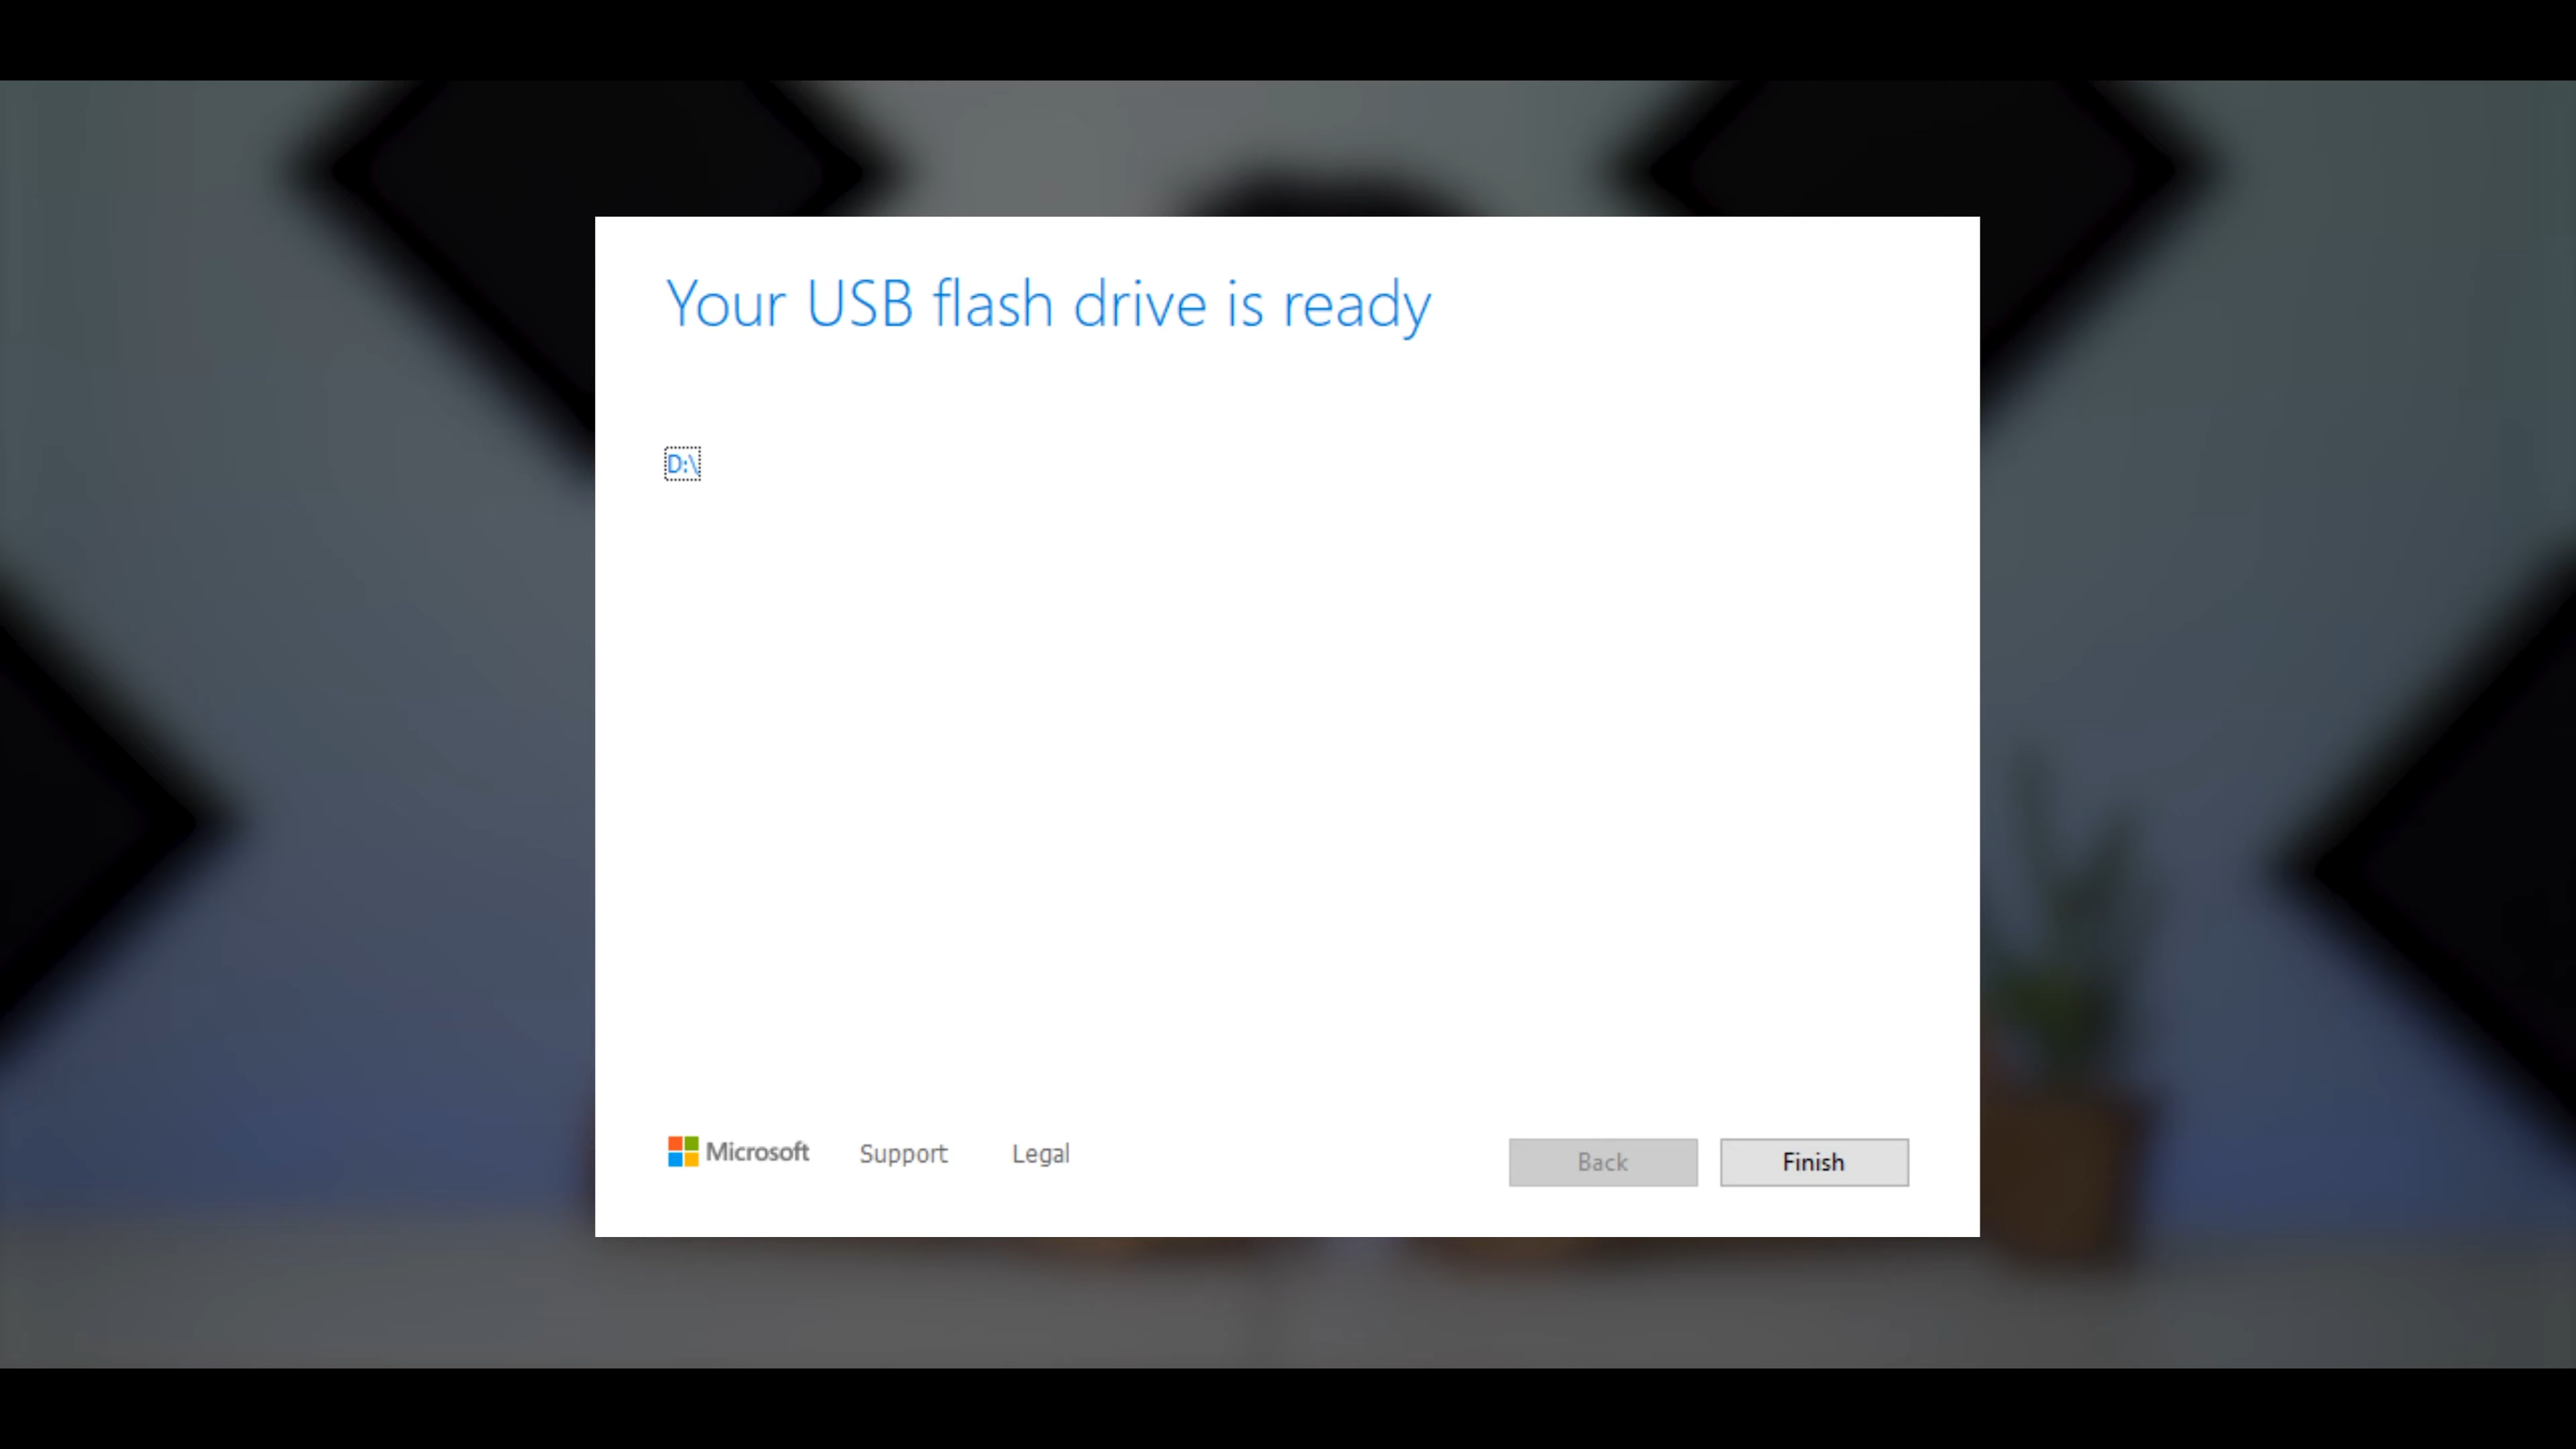 Your USB flash drive is ready
D:\
Microsoft
Support
Legal
Back
Finish